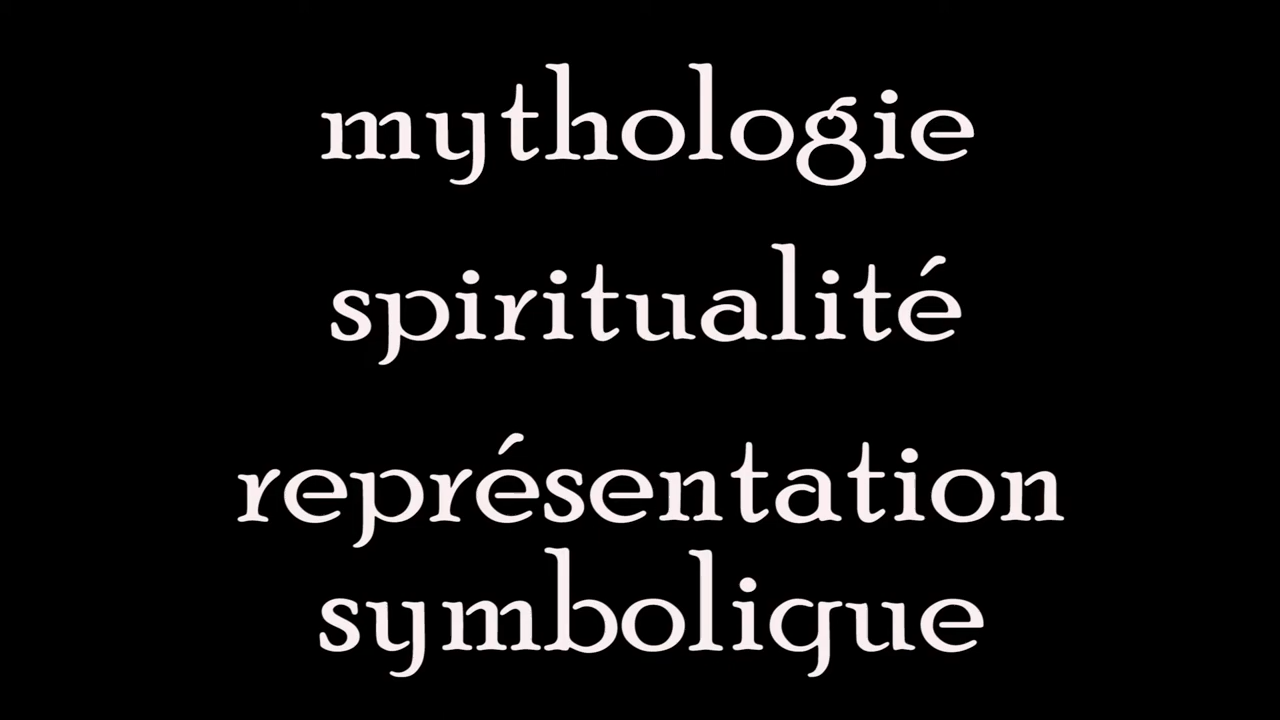 mythologie
spiritualité
représentation
symbolique